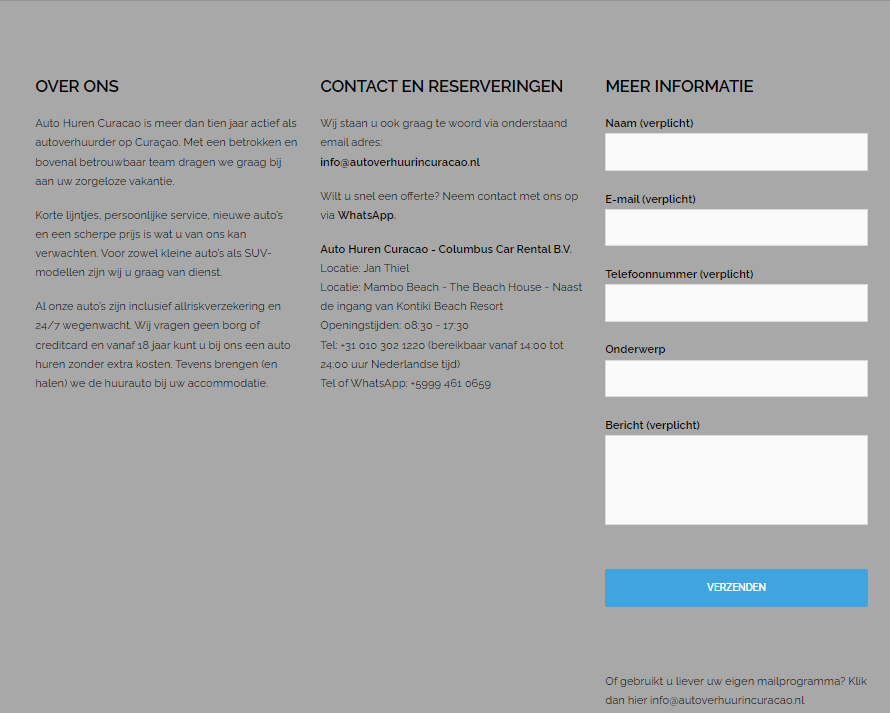 OVER ONS
Auto Huren Curacao is meer dan tien jaar actief als
autoverhuurder op Curaçao. Met een betrokken en
bovenal betrouwbaar team dragen we graag bij
aan uw zorgeloze vakantie.
Korte lijntjes, persoonlijke service, nieuwe auto's
en een scherpe prijs is wat u van ons kan
verwachten. Voor zowel kleine auto's als SUV-
modellen zijn wij u graag van dienst.
Al onze auto's zijn inclusief allriskverzekering en
24/7 wegenwacht. Wij vragen geen borg of
creditcard en vanaf 18 jaar kunt u bij ons een auto
huren zonder extra kosten. Tevens brengen (en
halen) we de huurauto bij uw accommodatie.
CONTACT EN RESERVERINGEN
Wij staan u ook graag te woord via onderstaand
email adres:
info@autoverhuurincuracao.nl
Wilt u snel een offerte? Neem contact met ons op
via WhatsApp.
Auto Huren Curacao - Columbus Car Rental B.V.
Locatie: Jan Thiel
Locatie: Mambo Beach - The Beach House - Naast
de ingang van Kontiki Beach Resort
Openingstijden: 08:30 - 17:30
Tel: +31 010 302 1220 (bereikbaar vanaf 14:00 tot
24:00 uur Nederlandse tijd)
Tel of WhatsApp: +5999 461 0659
MEER INFORMATIE
Naam (verplicht)
E-mail (verplicht)
Telefoonnummer (verplicht)
Onderwerp
Bericht (verplicht)
VERZENDEN
Of gebruikt u liever uw eigen mailprogramma? Klik
dan hier info@autoverhuurincuracao.nl